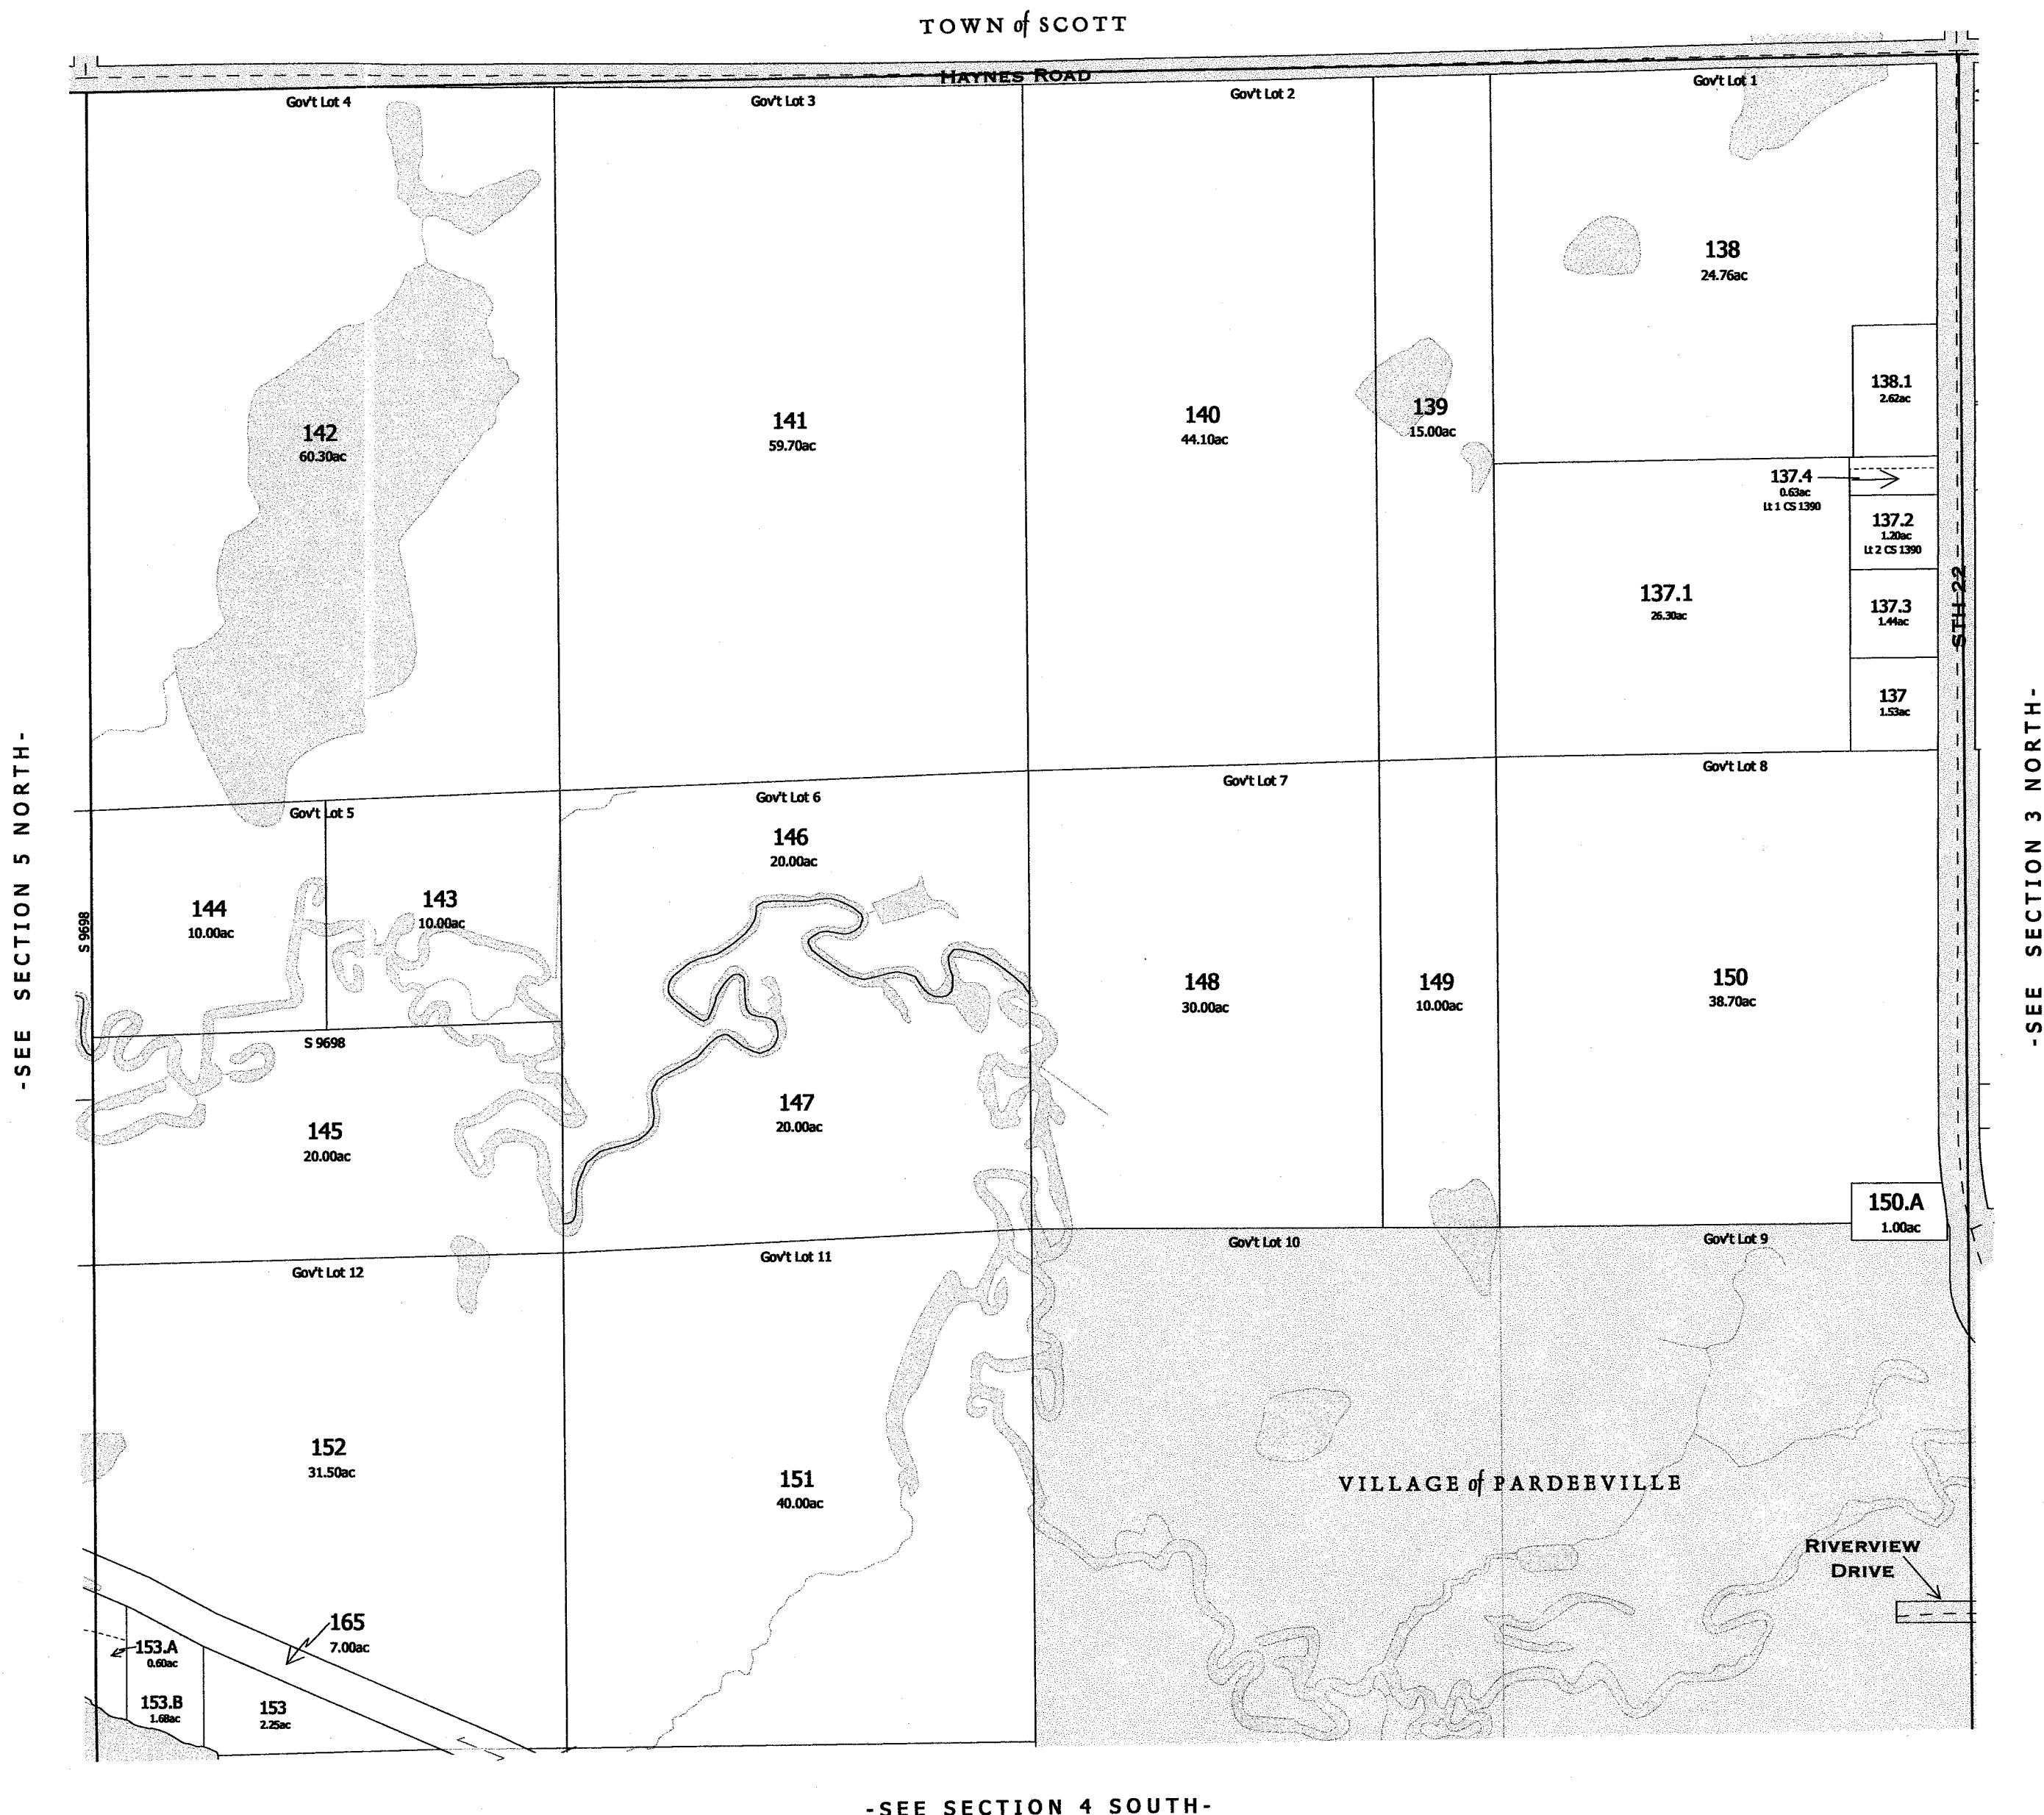 TOWN of SCOTT
HAYNES ROAD
Gov't Lot 4
Gov't Lot 3
Gov't Lot 2
Gov't Lot 1
138
24.76ac
138.1
2.62ac
142
60.30ac
141
59.70ac
140
44.10ac
139
15.00ac
137.4
0.63ac
Lt 1 CS 1390
137.2
1.20ac
Lt 2 CS 1390
137.1
26.30ac
137.3
1.44ac
137
1.53ac
STH 22
-SEE SECTION 5 NORTH-
-SEE SECTION 3 NORTH-
Gov't Lot 5
Gov't Lot 6
Gov't Lot 7
Gov't Lot 8
146
20.00ac
144
10.00ac
143
10.00ac
S 9698
148
30.00ac
149
10.00ac
150
38.70ac
S 9698
145
20.00ac
147
20.00ac
150.A
1.00ac
Gov't Lot 12
Gov't Lot 11
Gov't Lot 10
Gov't Lot 9
152
31.50ac
151
40.00ac
VILLAGE of PARDEEVILLE
RIVERVIEW
DRIVE
165
7.00ac
153.A
0.60ac
153.B
1.68ac
153
2.25ac
-SEE SECTION 4 SOUTH-